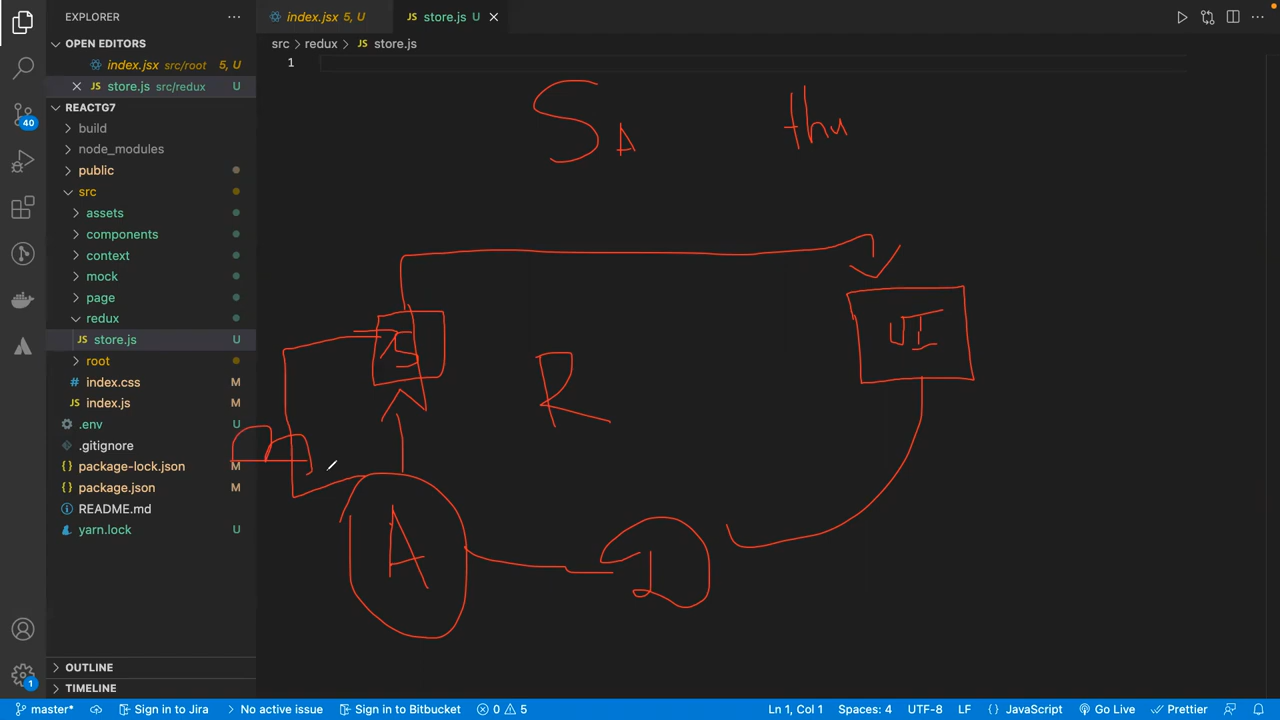 EXPLORER
index.jsx 5, U
store.js U
OPEN EDITORS
index.jsx src/root 5, U
store.js src/redux U
src redux store.js
1
REACTG7
build
node_modules
public
src
assets
components
context
mock
page
redux
store.js U
root
index.css M
index.js M
.env U
.gitignore
package-lock.json M
package.json M
README.md
yarn.lock U
40
SA
thu
S
UI
R
A
D
OUTLINE
TIMELINE
1
master*
Sign in to Jira
No active issue
Sign in to Bitbucket
0
5
Ln 1, Col 1
Spaces: 4
UTF-8
LF
{} JavaScript
Go Live
Prettier